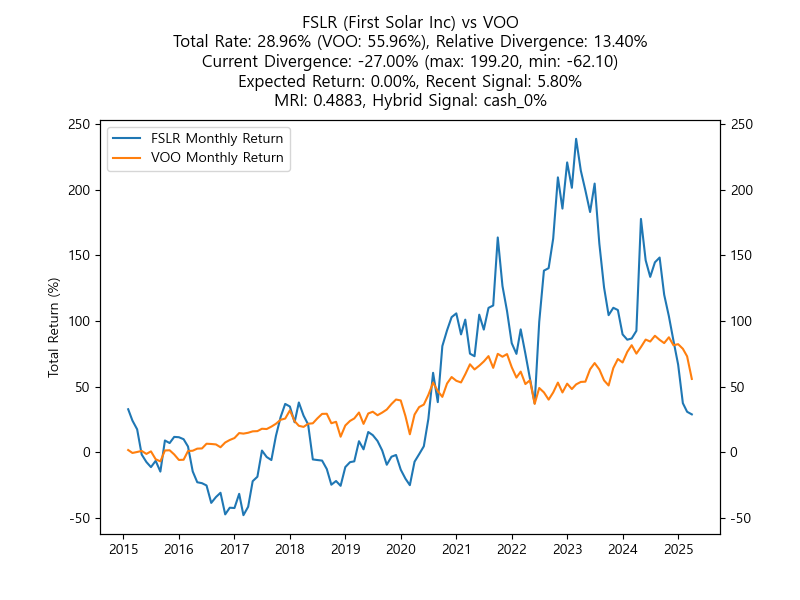 FSLR (First Solar Inc) vs VOO
Total Rate: 28.96% (VOO: 55.96%), Relative Divergence: 13.40%
Current Divergence: -27.00% (max: 199.20, min: -62.10)
Expected Return: 0.00%, Recent Signal: 5.80%
MRI: 0.4883, Hybrid Signal: cash_0%
FSLR Monthly Return
VOO Monthly Return
Total Return (%)
250
200
150
100
50
0
-50
250
200
150
100
50
0
-50
2015 2016 2017 2018 2019 2020 2021 2022 2023 2024 2025